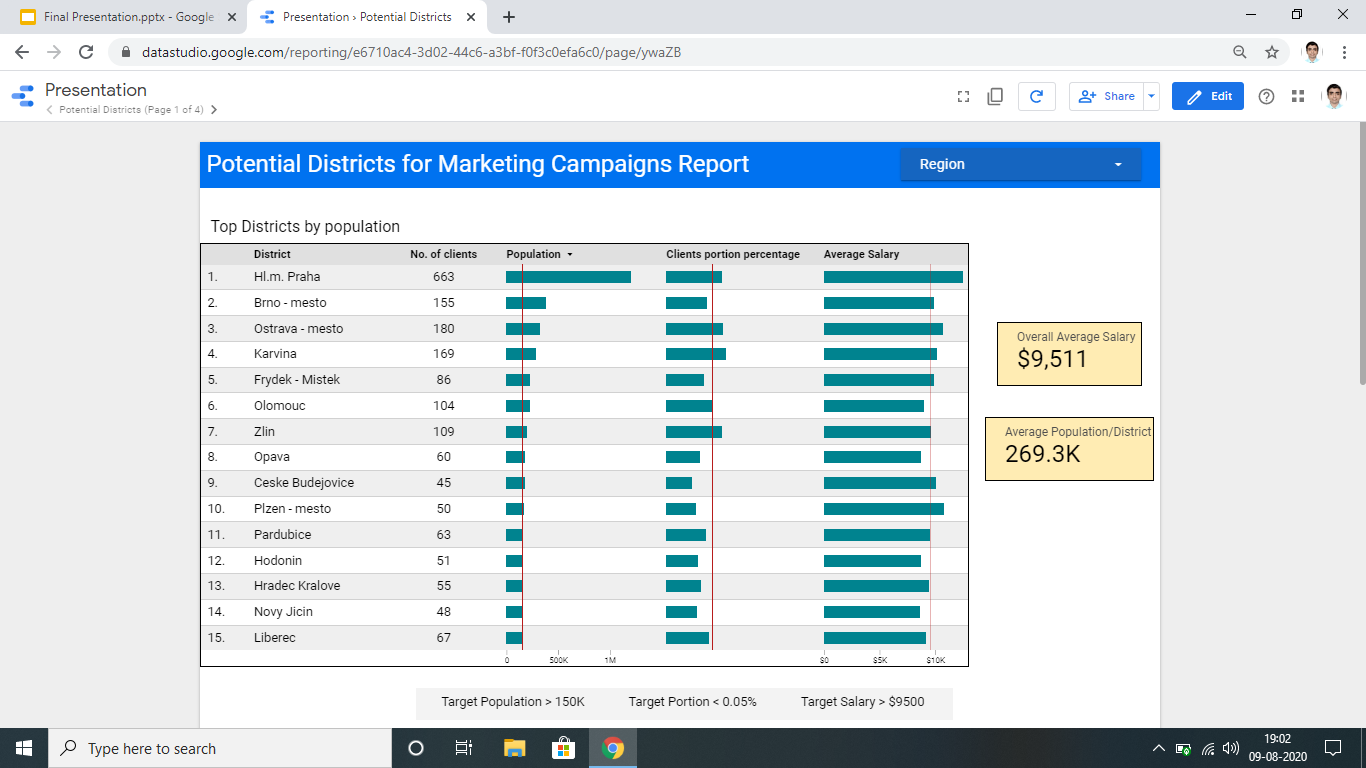 Final Presentation.pptx - Google
Presentation › Potential Districts
datastudio.google.com/reporting/e6710ac4-3d02-44c6-a3bf-f0f3c0efa6c0/page/ywaZB
Presentation
Potential Districts (Page 1 of 4)
Share
Edit
Potential Districts for Marketing Campaigns Report
Region
Top Districts by population
District No. of clients Population Clients portion percentage Average Salary
1. Hl.m. Praha 663
2. Brno - mesto 155
3. Ostrava - mesto 180
4. Karvina 169
5. Frydek - Mistek 86
6. Olomouc 104
7. Zlin 109
8. Opava 60
9. Ceske Budejovice 45
10. Plzen - mesto 50
11. Pardubice 63
12. Hodonin 51
13. Hradec Kralove 55
14. Novy Jicin 48
15. Liberec 67
0 500K 1M $0 $5K $10K
Overall Average Salary
$9,511
Average Population/District
269.3K
Target Population > 150K Target Portion < 0.05% Target Salary > $9500
Type here to search
19:02
09-08-2020